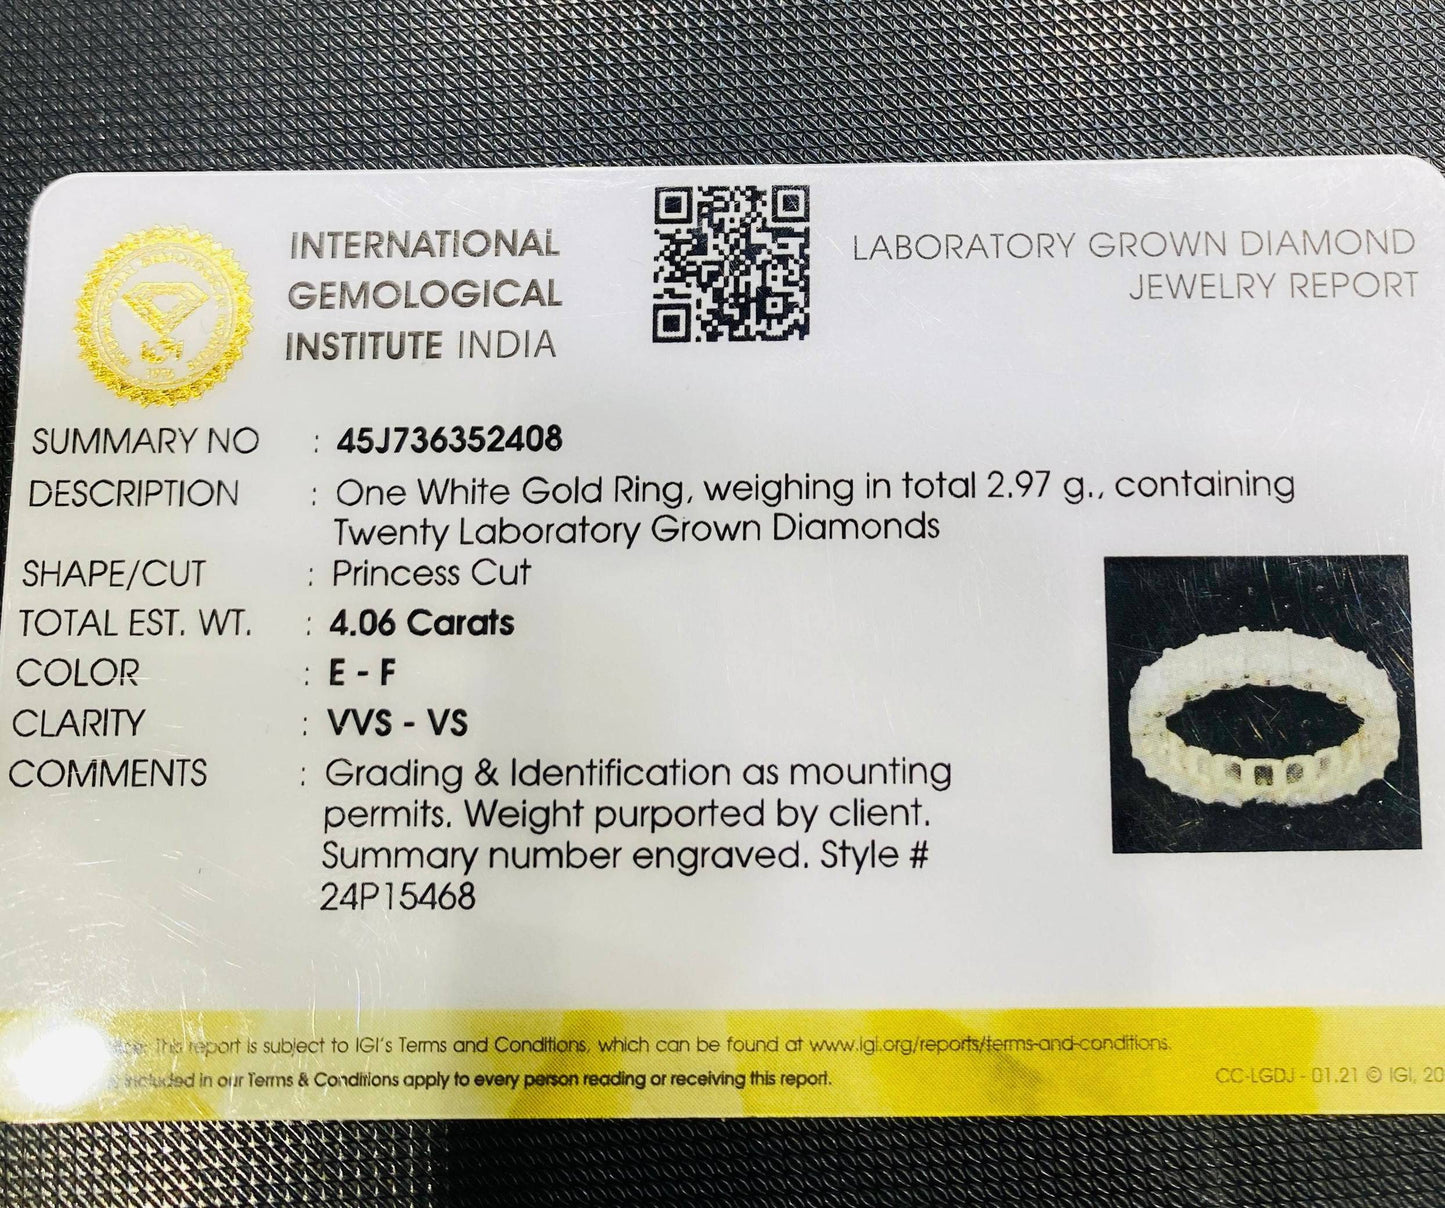 INTERNATIONAL
GEMOLOGICAL
INSTITUTE INDIA
LABORATORY GROWN DIAMOND
JEWELRY REPORT
SUMMARY NO : 45J736352408
DESCRIPTION : One White Gold Ring, weighing in total 2.97 g., containing
Twenty Laboratory Grown Diamonds
SHAPE/CUT : Princess Cut
TOTAL EST. WT. : 4.06 Carats
COLOR : E - F
CLARITY : VVS - VS
COMMENTS : Grading & Identification as mounting
permits. Weight purported by client.
Summary number engraved. Style #
24P15468
This report is subject to IGI's Terms and Conditions, which can be found at www.igi.org/reports/terms-and-conditions.
included in our Terms & Conditions apply to every person reading or receiving this report.
CC-LGDJ - 01.21 © IGI, 20